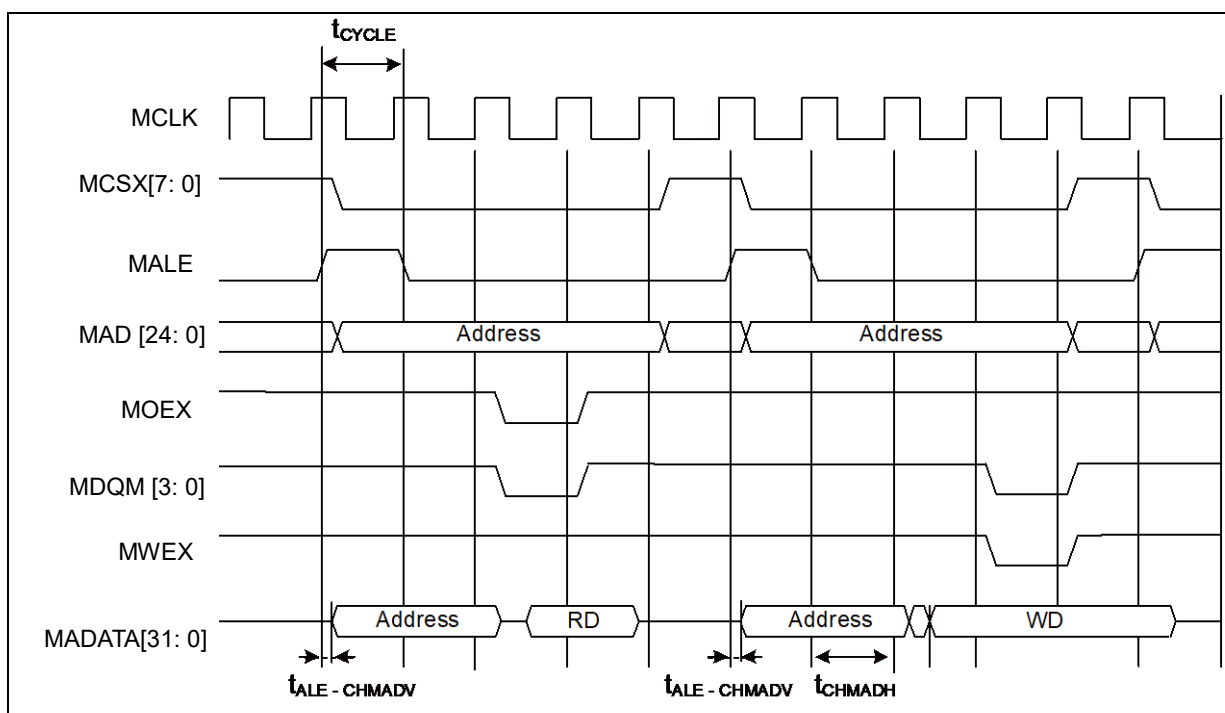 tCYCLE
MCLK
MCSX[7: 0]
MALE
MAD [24: 0]
Address
Address
MOEX
MDQM [3: 0]
MWEX
MADATA[31: 0]
Address
RD
Address
WD
tALE - CHMADV
tALE - CHMADV
tCHMADH